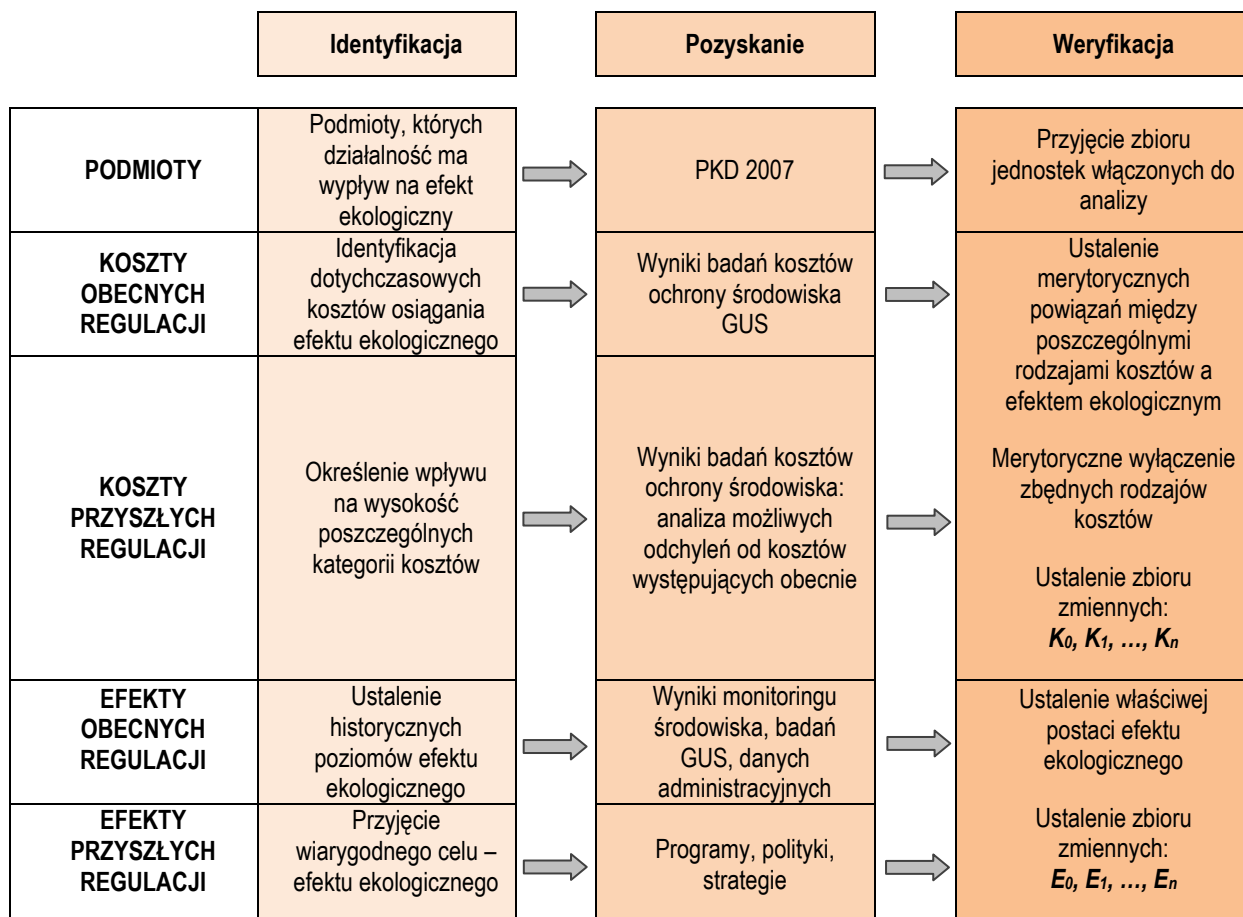 Identyfikacja
Pozyskanie
Weryfikacja
PODMIOTY
Podmioty, których
działalność ma
wypływ na efekt
ekologiczny
PKD 2007
Przyjęcie zbioru
jednostek włączonych do
analizy
KOSZTY
OBECNYCH
REGULACJI
Identyfikacja
dotychczasowych
kosztów osiągania
efektu ekologicznego
Wyniki badań kosztów
ochrony środowiska
GUS
Ustalenie
merytorycznych
powiązań między
poszczególnymi
rodzajami kosztów a
efektem ekologicznym
Merytoryczne wyłączenie
zbędnych rodzajów
kosztów
Ustalenie zbioru
zmiennych:
K0, K1, …, Kn
KOSZTY
PRZYSZŁYCH
REGULACJI
Określenie wpływu
na wysokość
poszczególnych
kategorii kosztów
Wyniki badań kosztów
ochrony środowiska:
analiza możliwych
odchyleń od kosztów
występujących obecnie
EFEKTY
OBECNYCH
REGULACJI
Ustalenie
historycznych
poziomów efektu
ekologicznego
Wyniki monitoringu
środowiska, badań
GUS, danych
administracyjnych
Ustalenie właściwej
postaci efektu
ekologicznego
Ustalenie zbioru
zmiennych:
E0, E1, …, En
EFEKTY
PRZYSZŁYCH
REGULACJI
Przyjęcie
wiarygodnego celu –
efektu ekologicznego
Programy, polityki,
strategie